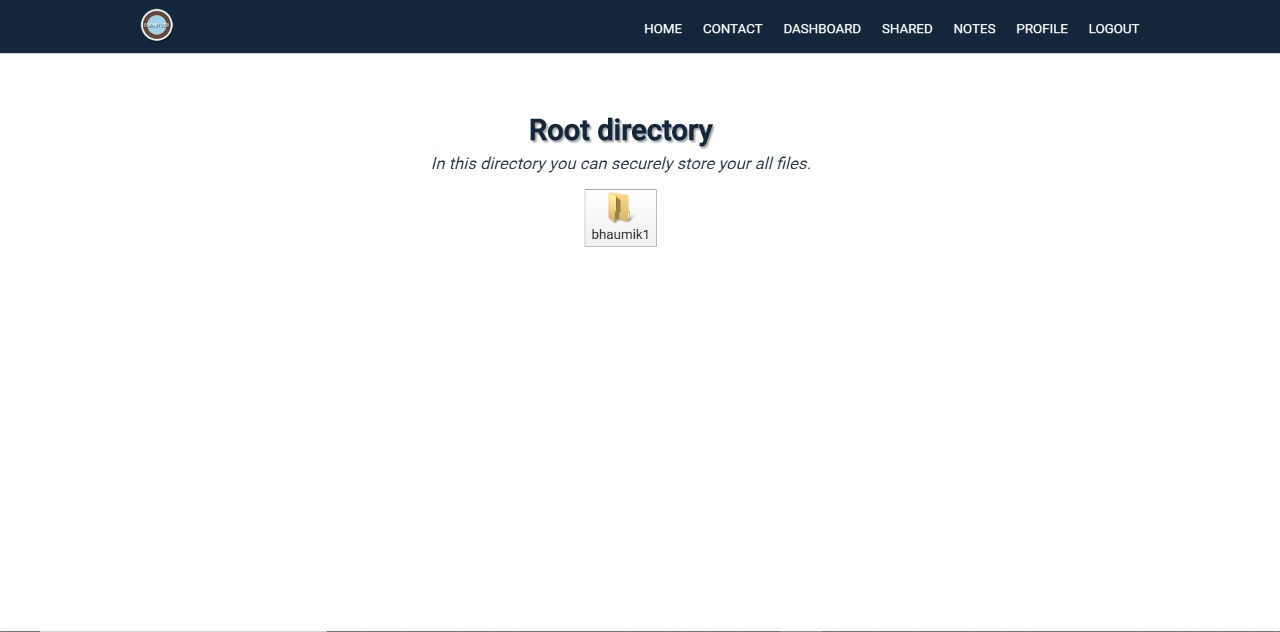 HOME CONTACT DASHBOARD SHARED NOTES PROFILE LOGOUT
Root directory
In this directory you can securely store your all files.
bhaumik1